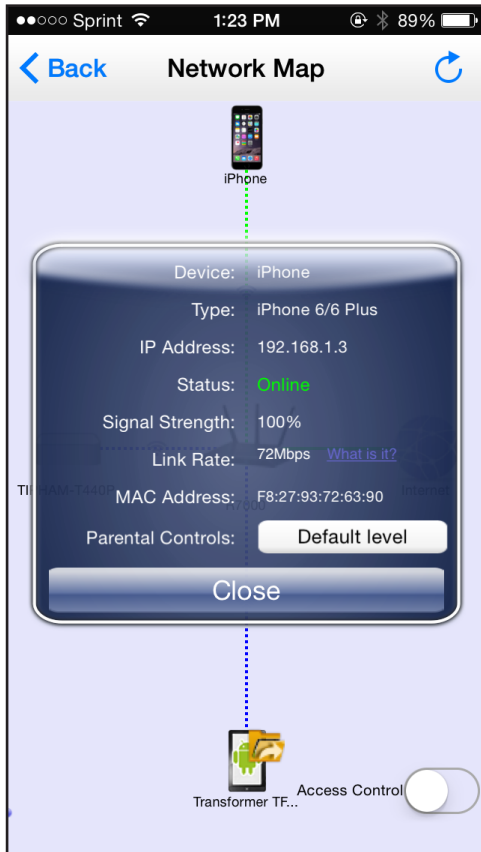 Sprint 1:23 PM 89%
Back Network Map
iPhone
Device: iPhone
Type: iPhone 6/6 Plus
IP Address: 192.168.1.3
Status: Online
Signal Strength: 100%
Link Rate: 72Mbps What is it?
MAC Address: F8:27:93:72:63:90
Internet
Parental Controls: Default level
Close
Transformer TF...
Access Control